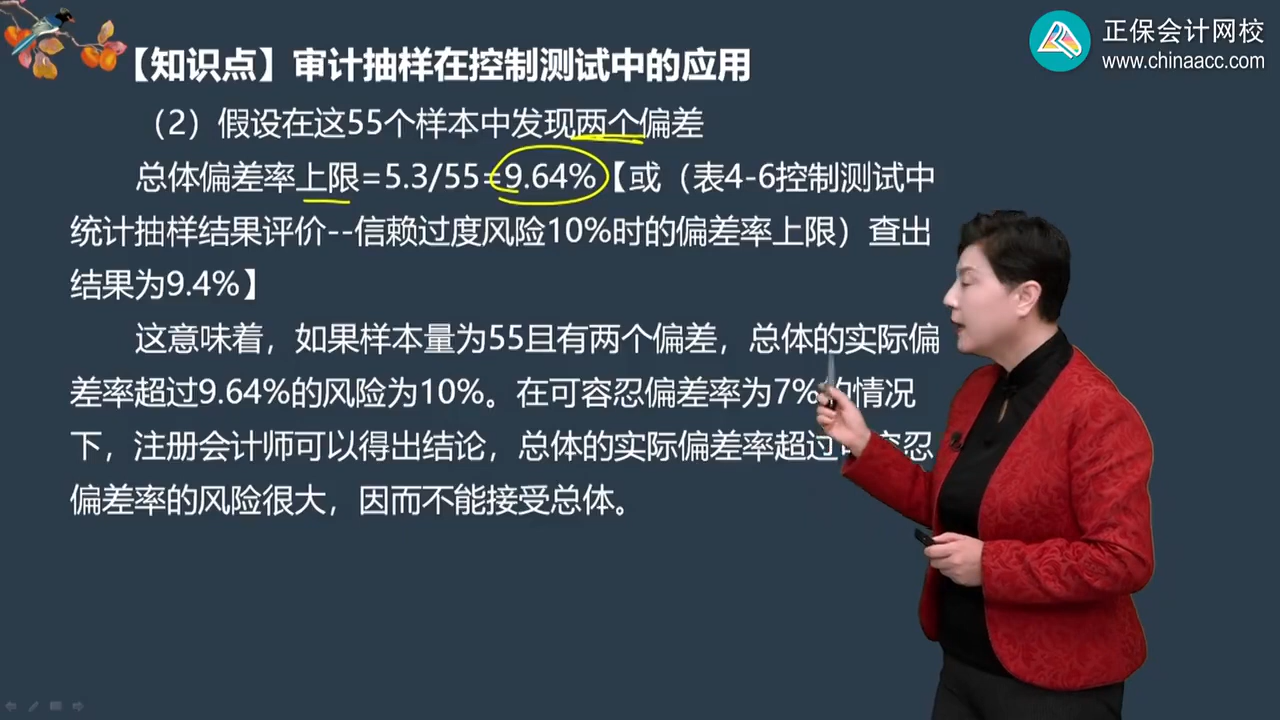 正保会计网校
www.chinaacc.com
【知识点】审计抽样在控制测试中的应用
（2）假设在这55个样本中发现两个偏差
总体偏差率上限=5.3/55=9.64%【或（表4-6控制测试中
统计抽样结果评价--信赖过度风险10%时的偏差率上限）查出
结果为9.4%】
这意味着，如果样本量为55且有两个偏差，总体的实际偏
差率超过9.64%的风险为10%。在可容忍偏差率为7%的情况
下，注册会计师可以得出结论，总体的实际偏差率超过 忍
偏差率的风险很大，因而不能接受总体。